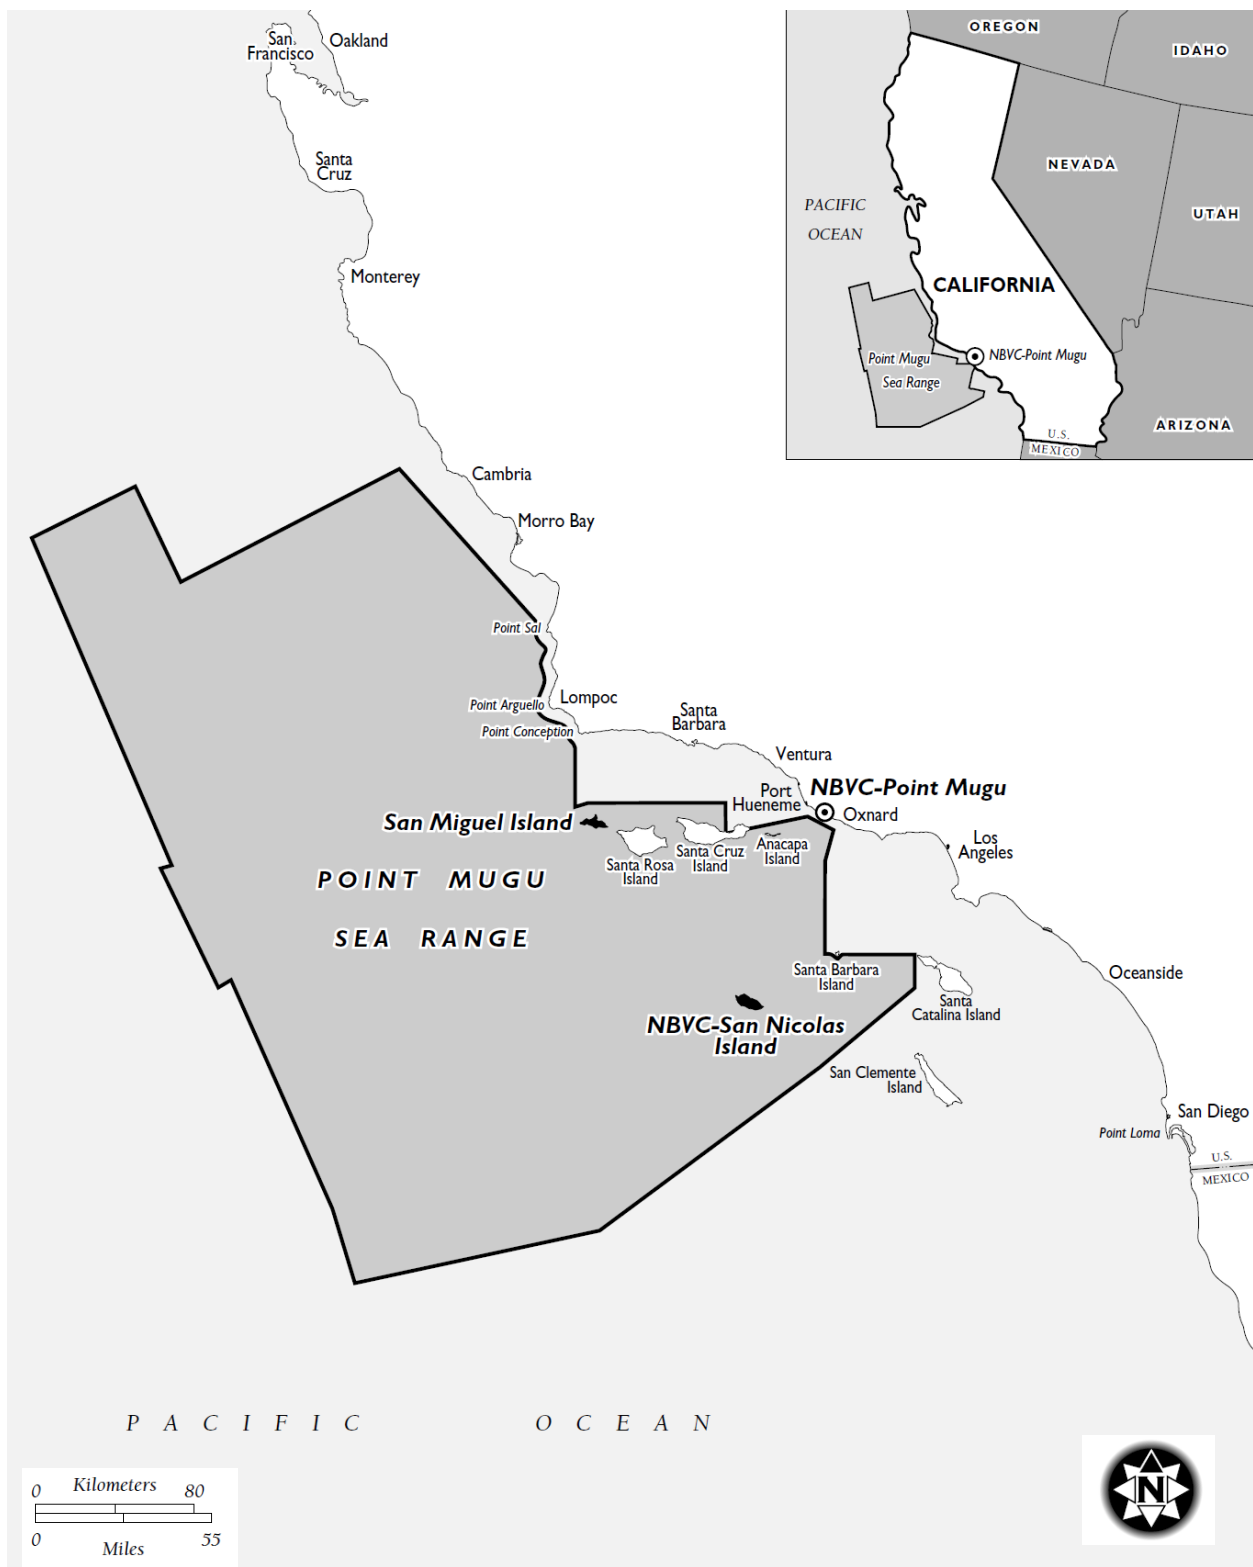 San
Francisco
Oakland
Santa
Cruz
Monterey
Cambria
Morro Bay
Point Sal
Point Arguello
Lompoc
Point Conception
Santa
Barbara
Ventura
Port
Hueneme
NBVC-Point Mugu
Oxnard
Los
Angeles
San Miguel Island
Santa Rosa
Island
Santa Cruz
Island
Anacapa
Island
POINT MUGU
SEA RANGE
Santa Barbara
Island
NBVC-San Nicolas
Island
Santa
Catalina Island
San Clemente
Island
Oceanside
San Diego
Point Loma
U.S.
MEXICO
PACIFIC OCEAN
Kilometers
0 80
0 55
Miles
N
OREGON
IDAHO
NEVADA
UTAH
PACIFIC
OCEAN
CALIFORNIA
Point Mugu
Sea Range
NBVC-Point Mugu
ARIZONA
U.S.
MEXICO